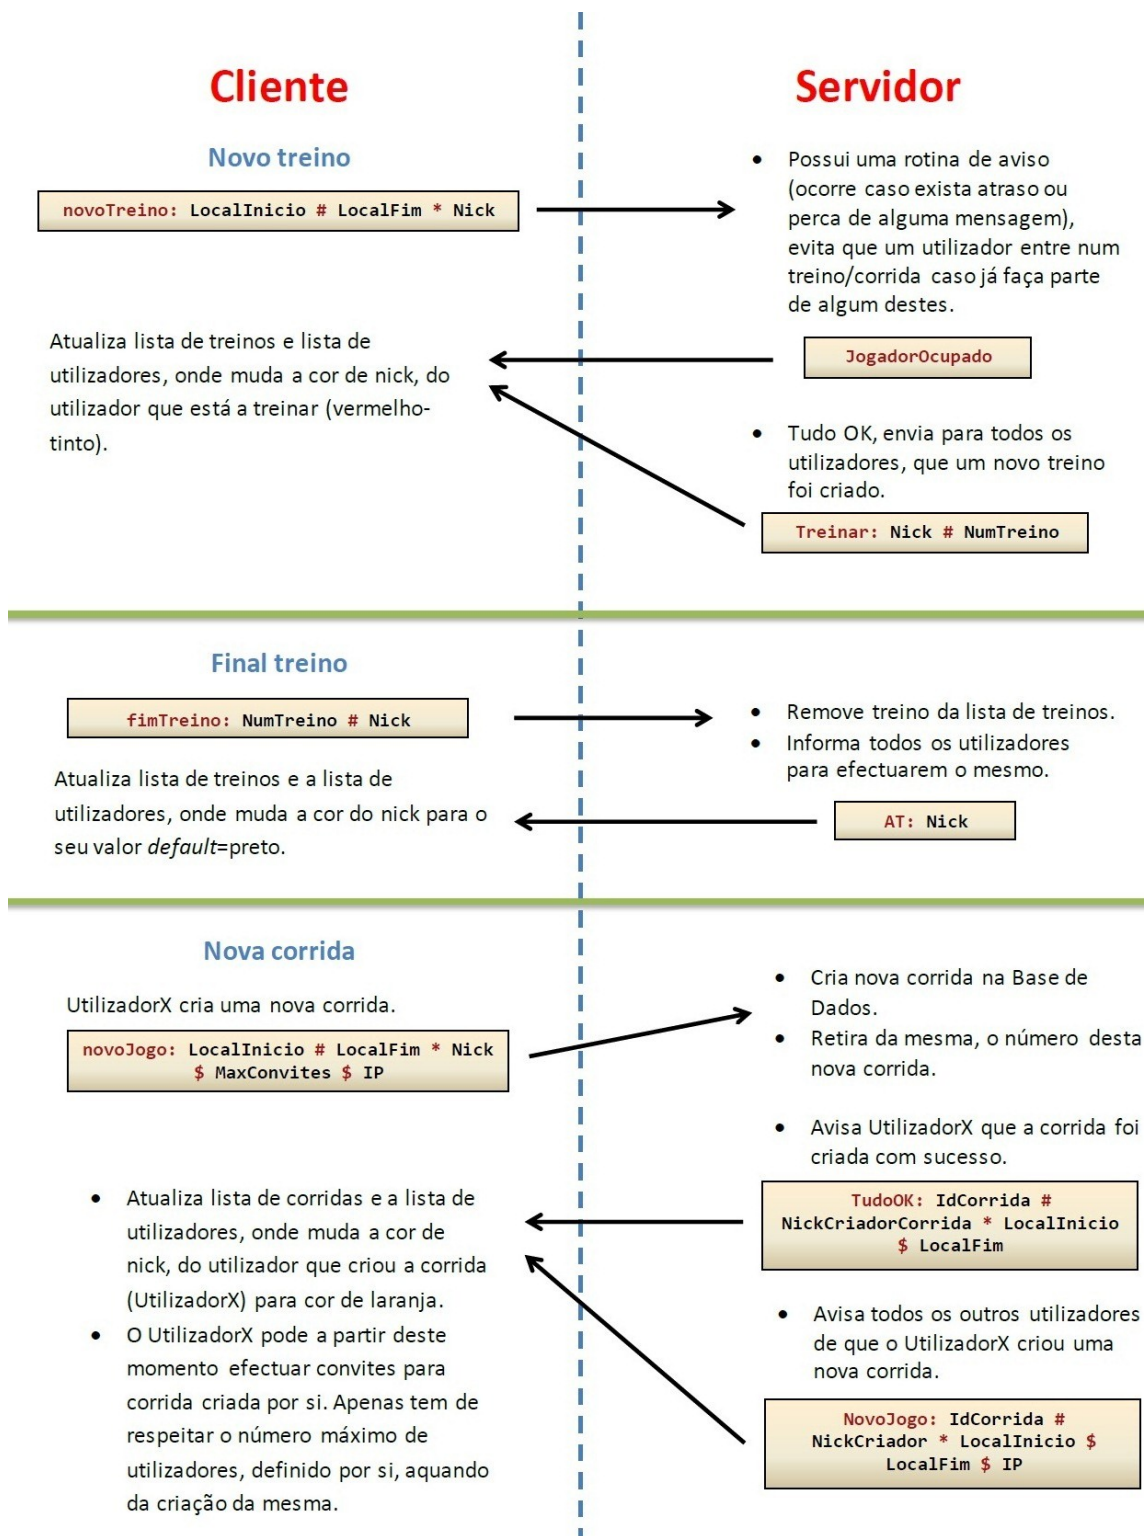 Cliente
Servidor
Novo treino
novoTreino: LocalInicio # LocalFim * Nick
• Possui uma rotina de aviso
(ocorre caso exista atraso ou
perca de alguma mensagem),
evita que um utilizador entre num
treino/corrida caso já faça parte
de algum destes.
JogadorOcupado
Atualiza lista de treinos e lista de
utilizadores, onde muda a cor de nick, do
utilizador que está a treinar (vermelho-
tinto).
• Tudo OK, envia para todos os
utilizadores, que um novo treino
foi criado.
Treinar: Nick # NumTreino
Final treino
fimTreino: NumTreino # Nick
• Remove treino da lista de treinos.
• Informa todos os utilizadores
para efectuarem o mesmo.
AT: Nick
Atualiza lista de treinos e a lista de
utilizadores, onde muda a cor do nick para o
seu valor default=preto.
Nova corrida
UtilizadorX cria uma nova corrida.
novoJogo: LocalInicio # LocalFim * Nick
$ MaxConvites $ IP
• Cria nova corrida na Base de
Dados.
• Retira da mesma, o número desta
nova corrida.
• Avisa UtilizadorX que a corrida foi
criada com sucesso.
TudoOK: IdCorrida #
NickCriadorCorrida * LocalInicio
$ LocalFim
• Atualiza lista de corridas e a lista de
utilizadores, onde muda a cor de
nick, do utilizador que criou a corrida
(UtilizadorX) para cor de laranja.
• O UtilizadorX pode a partir deste
momento efectuar convites para
corrida criada por si. Apenas tem de
respeitar o número máximo de
utilizadores, definido por si, aquando
da criação da mesma.
• Avisa todos os outros utilizadores
de que o UtilizadorX criou uma
nova corrida.
NovoJogo: IdCorrida #
NickCriador * LocalInicio $
LocalFim $ IP